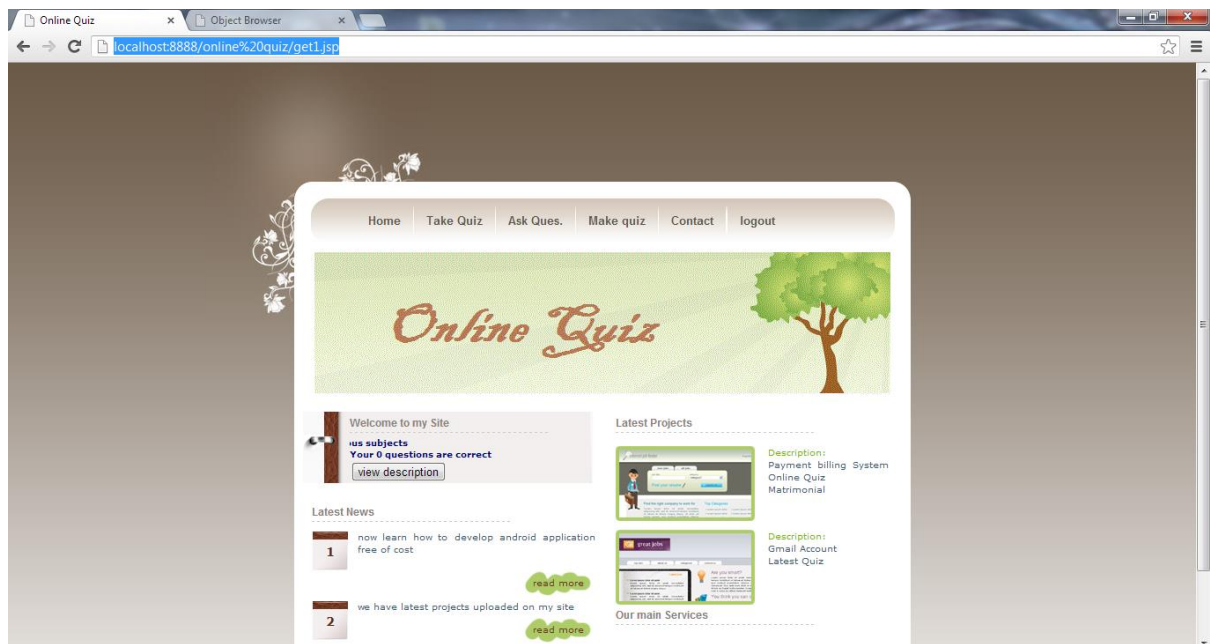 Online Quiz
Object Browser
localhost:8888/online%20quiz/get1.jsp
Home Take Quiz Ask Ques. Make quiz Contact logout
Online Quiz
Welcome to my Site
us subjects
Your 0 questions are correct
view description
Latest News
1
now learn how to develop android application
free of cost
read more
2
we have latest projects uploaded on my site
read more
Latest Projects
Description:
Payment billing System
Online Quiz
Matrimonial
great jobs
Description:
Gmail Account
Latest Quiz
Our main Services